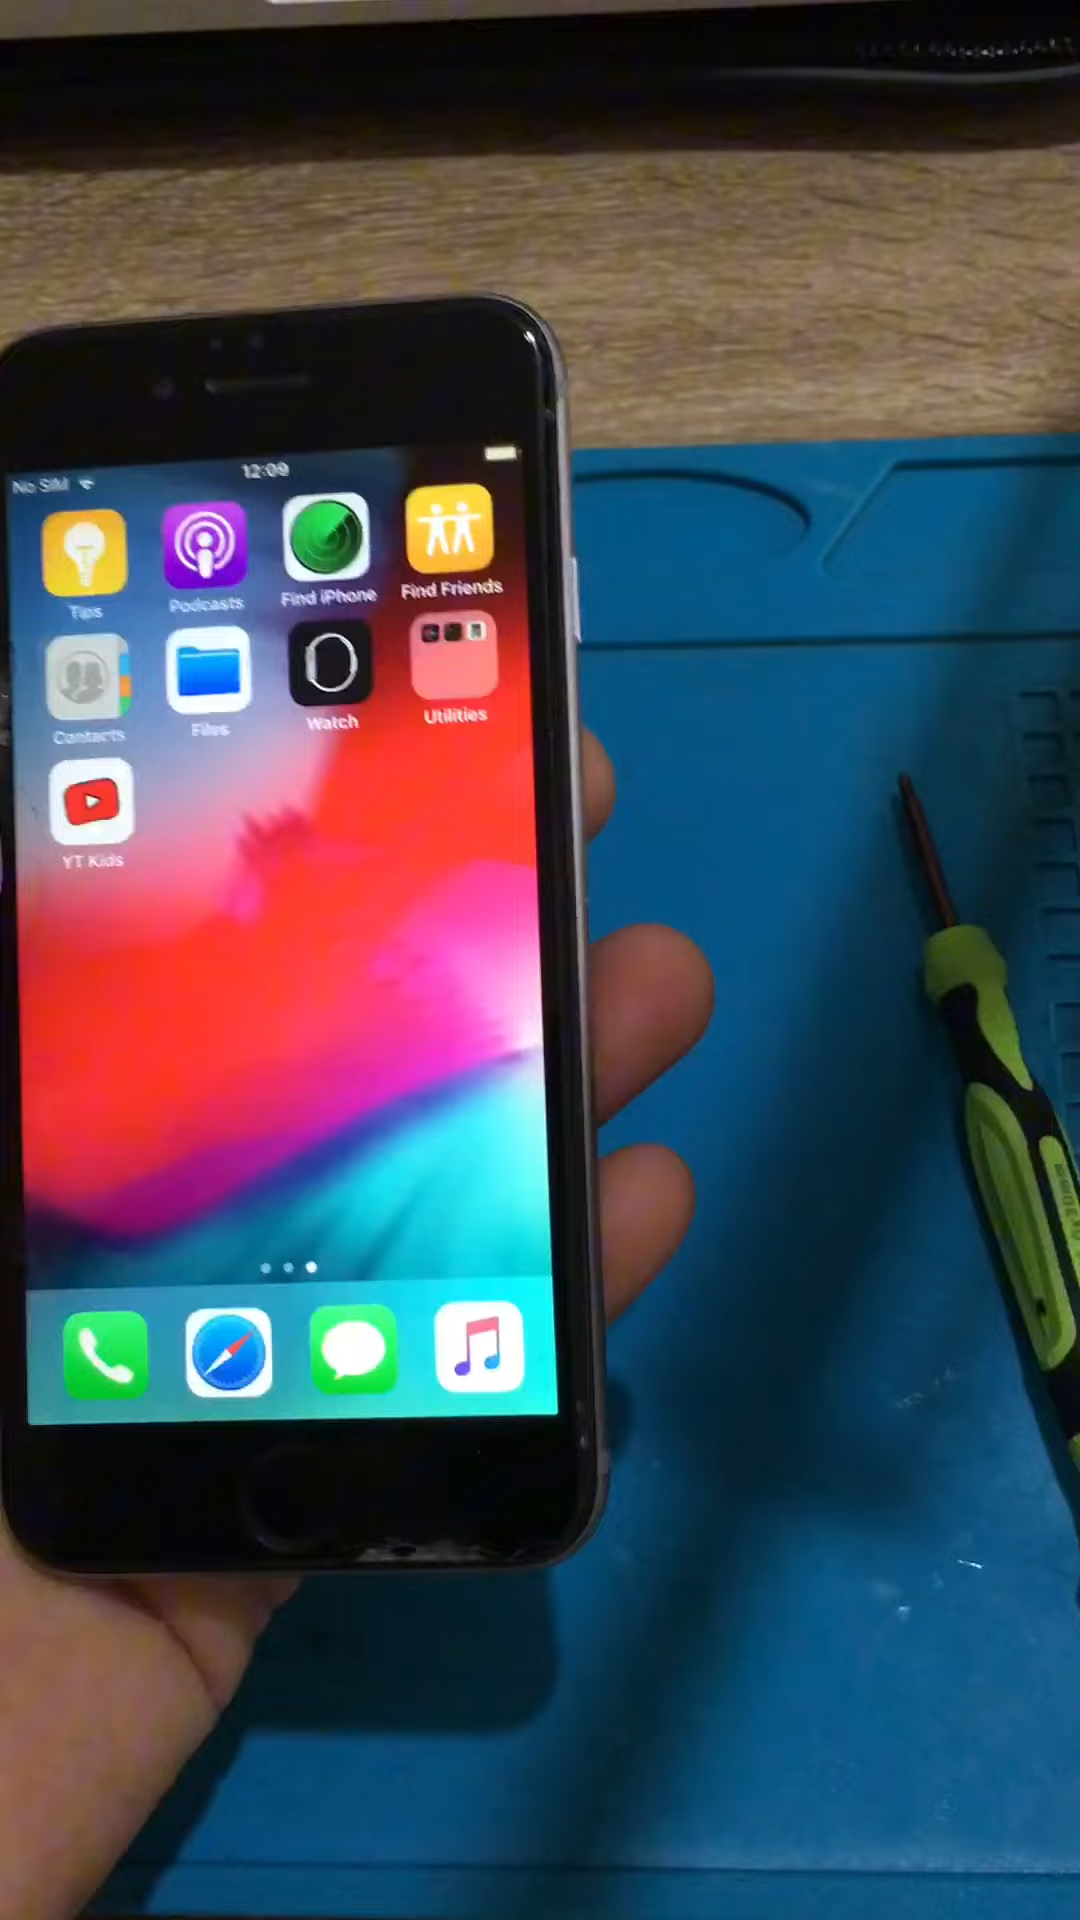 No SIM 12:09
Tips Podcasts Find iPhone Find Friends
Contacts Files Watch Utilities
YT Kids